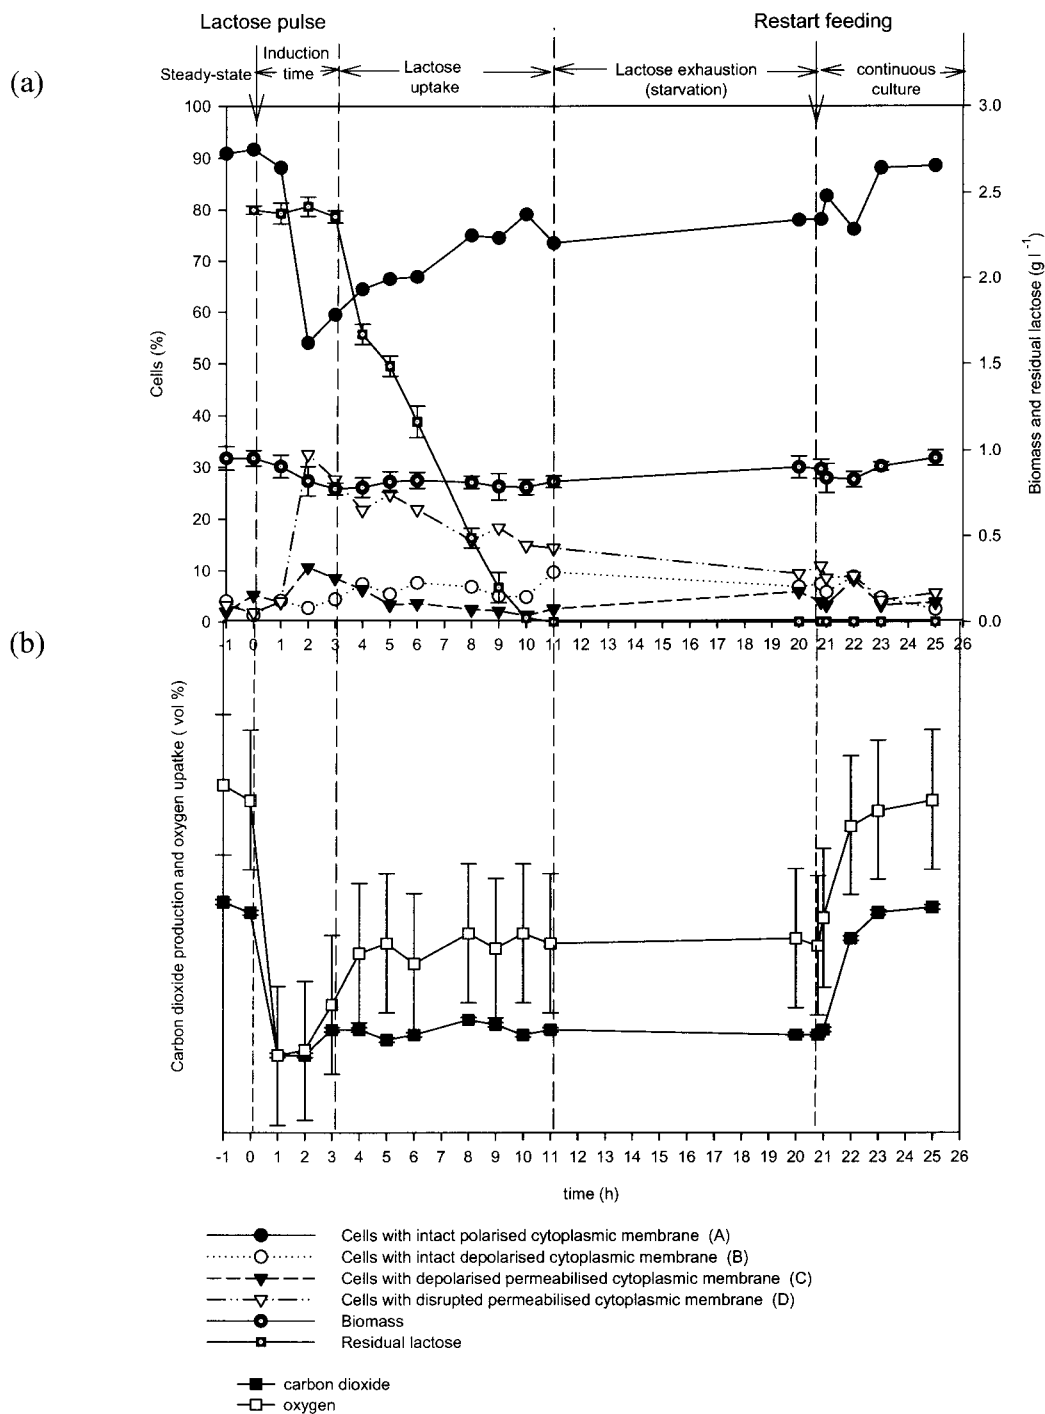 Lactose pulse Restart feeding
(a)
Steady-state Induction time Lactose uptake Lactose exhaustion (starvation) continuous culture
100 3.0
90
2.5
80
70
2.0
60
50 1.5
40
30 1.0
20
0.5
10
0 0.0
Cells (%)
Biomass and residual lactose (g l⁻¹)
-1 0 1 2 3 4 5 6 7 8 9 10 11 12 13 14 15 16 17 18 19 20 21 22 23 24 25 26
(b)
Carbon dioxide production and oxygen upatke ( vol %)
-1 0 1 2 3 4 5 6 7 8 9 10 11 12 13 14 15 16 17 18 19 20 21 22 23 24 25 26
time (h)
Cells with intact polarised cytoplasmic membrane (A)
Cells with intact depolarised cytoplasmic membrane (B)
Cells with depolarised permeabilised cytoplasmic membrane (C)
Cells with disrupted permeabilised cytoplasmic membrane (D)
Biomass
Residual lactose
carbon dioxide
oxygen